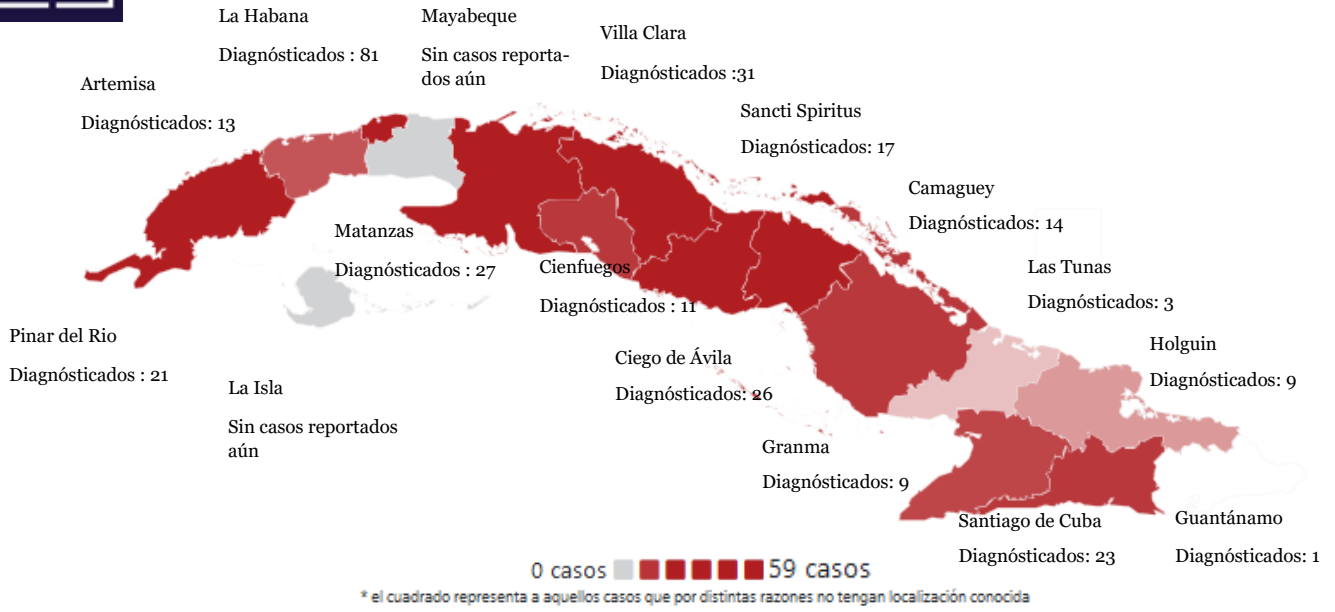 La Habana
Diagnósticados : 81
Mayabeque
Sin casos reporta-
dos aún
Villa Clara
Diagnósticados :31
Artemisa
Diagnósticados: 13
Sancti Spiritus
Diagnósticados: 17
Camaguey
Diagnósticados: 14
Matanzas
Diagnósticados : 27
Cienfuegos
Diagnósticados : 11
Las Tunas
Diagnósticados: 3
Pinar del Rio
Diagnósticados : 21
La Isla
Sin casos reportados
aún
Ciego de Ávila
Diagnósticados: 26
Holguin
Diagnósticados: 9
Granma
Diagnósticados: 9
Santiago de Cuba
Diagnósticados: 23
Guantánamo
Diagnósticados: 1
0 casos 59 casos
* el cuadrado representa a aquellos casos que por distintas razones no tengan localización conocida